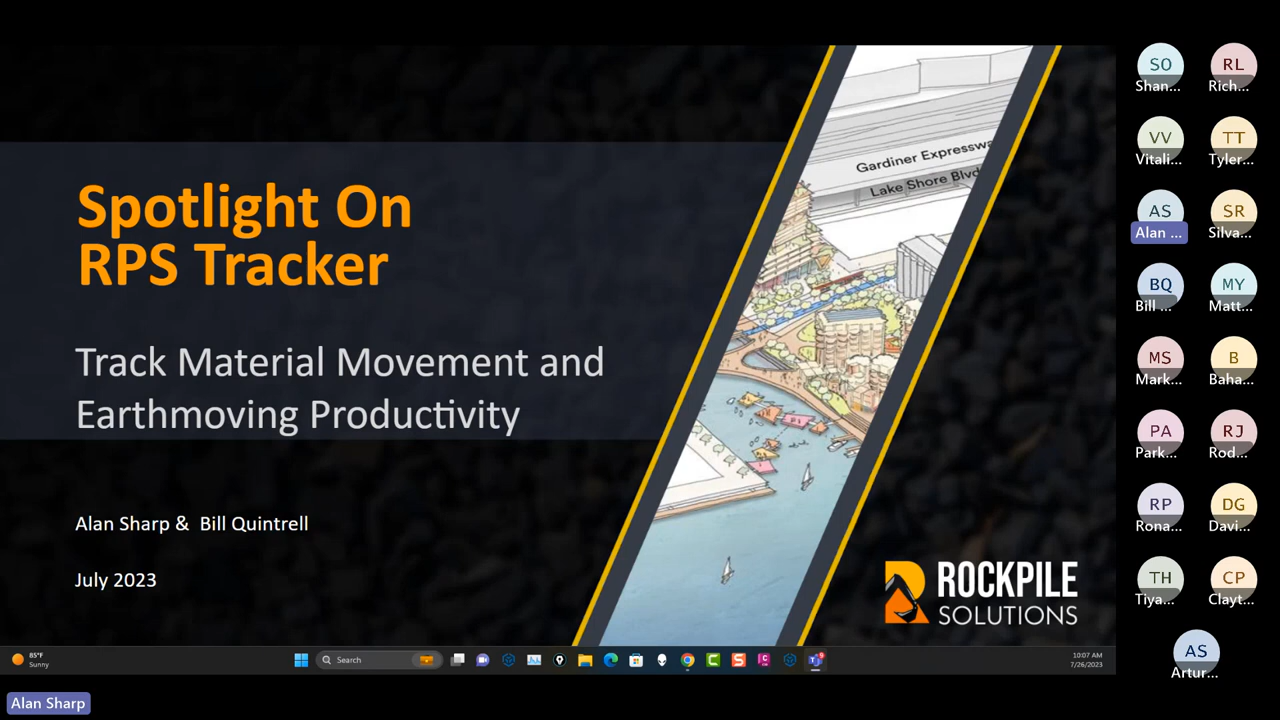 Spotlight On
RPS Tracker
Track Material Movement and
Earthmoving Productivity
Alan Sharp & Bill Quintrell
July 2023
Gardiner Expresswa
Lake Shore Blvd
ROCKPILE
SOLUTIONS
85°F
Sunny
Search
10:07 AM
7/26/2023
Alan Sharp
SO
Shan...
RL
Rich...
VV
Vitali...
TT
Tyler...
AS
Alan ...
SR
Silva...
BQ
Bill ...
MY
Matt...
MS
Mark...
B
Baha...
PA
Park...
RJ
Rod...
RP
Rona...
DG
Davi...
TH
Tiya...
CP
Clayt...
AS
Artur...